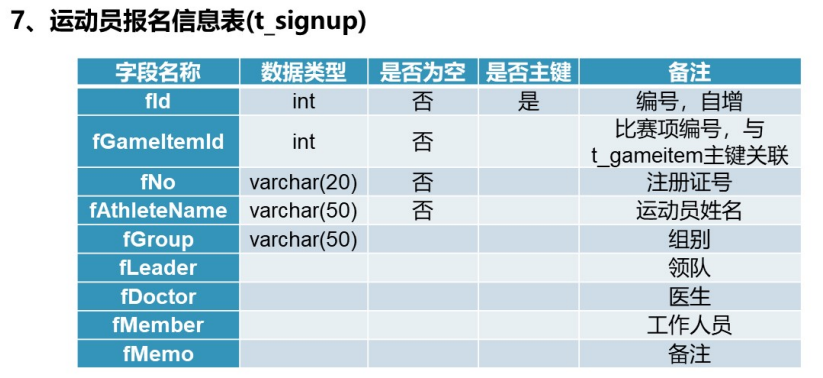 7、运动员报名信息表(t_signup)
字段名称 数据类型 是否为空 是否主键 备注
fId int 否 是 编号，自增
fGameItemId int 否 比赛项编号，与
t_gameitem主键关联
fNo varchar(20) 否 注册证号
fAthleteName varchar(50) 否 运动员姓名
fGroup varchar(50) 组别
fLeader 领队
fDoctor 医生
fMember 工作人员
fMemo 备注